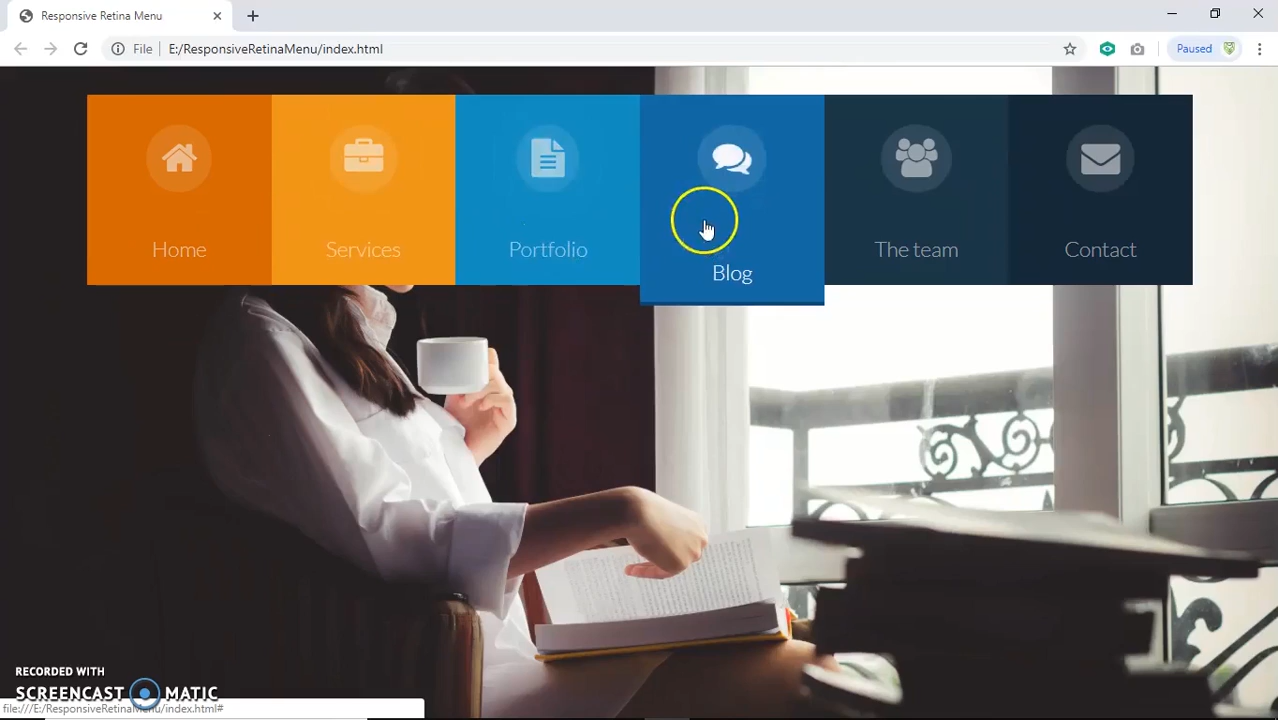 Responsive Retina Menu
File E:/ResponsiveRetinaMenu/index.html
Paused
Home
Services
Portfolio
Blog
The team
Contact
RECORDED WITH
SCREENCAST MATIC
file:///E:/ResponsiveRetinaMenu/index.html#